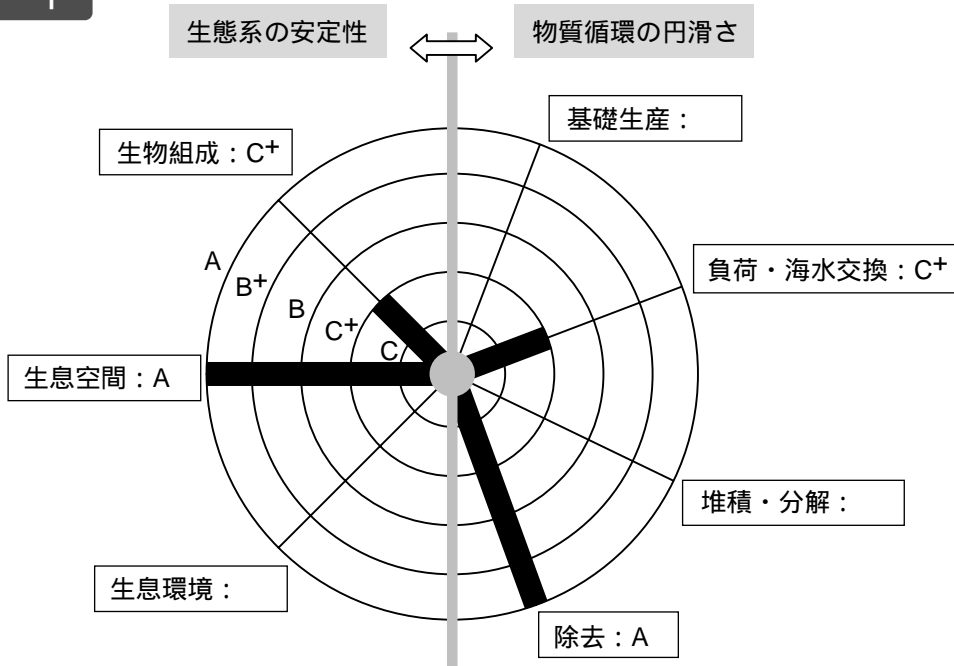 生態系の安定性
物質循環の円滑さ
基礎生産：
生物組成：C+
負荷・海水交換：C+
A
B+
B
C+
C
生息空間：A
堆積・分解：
生息環境：
除去：A